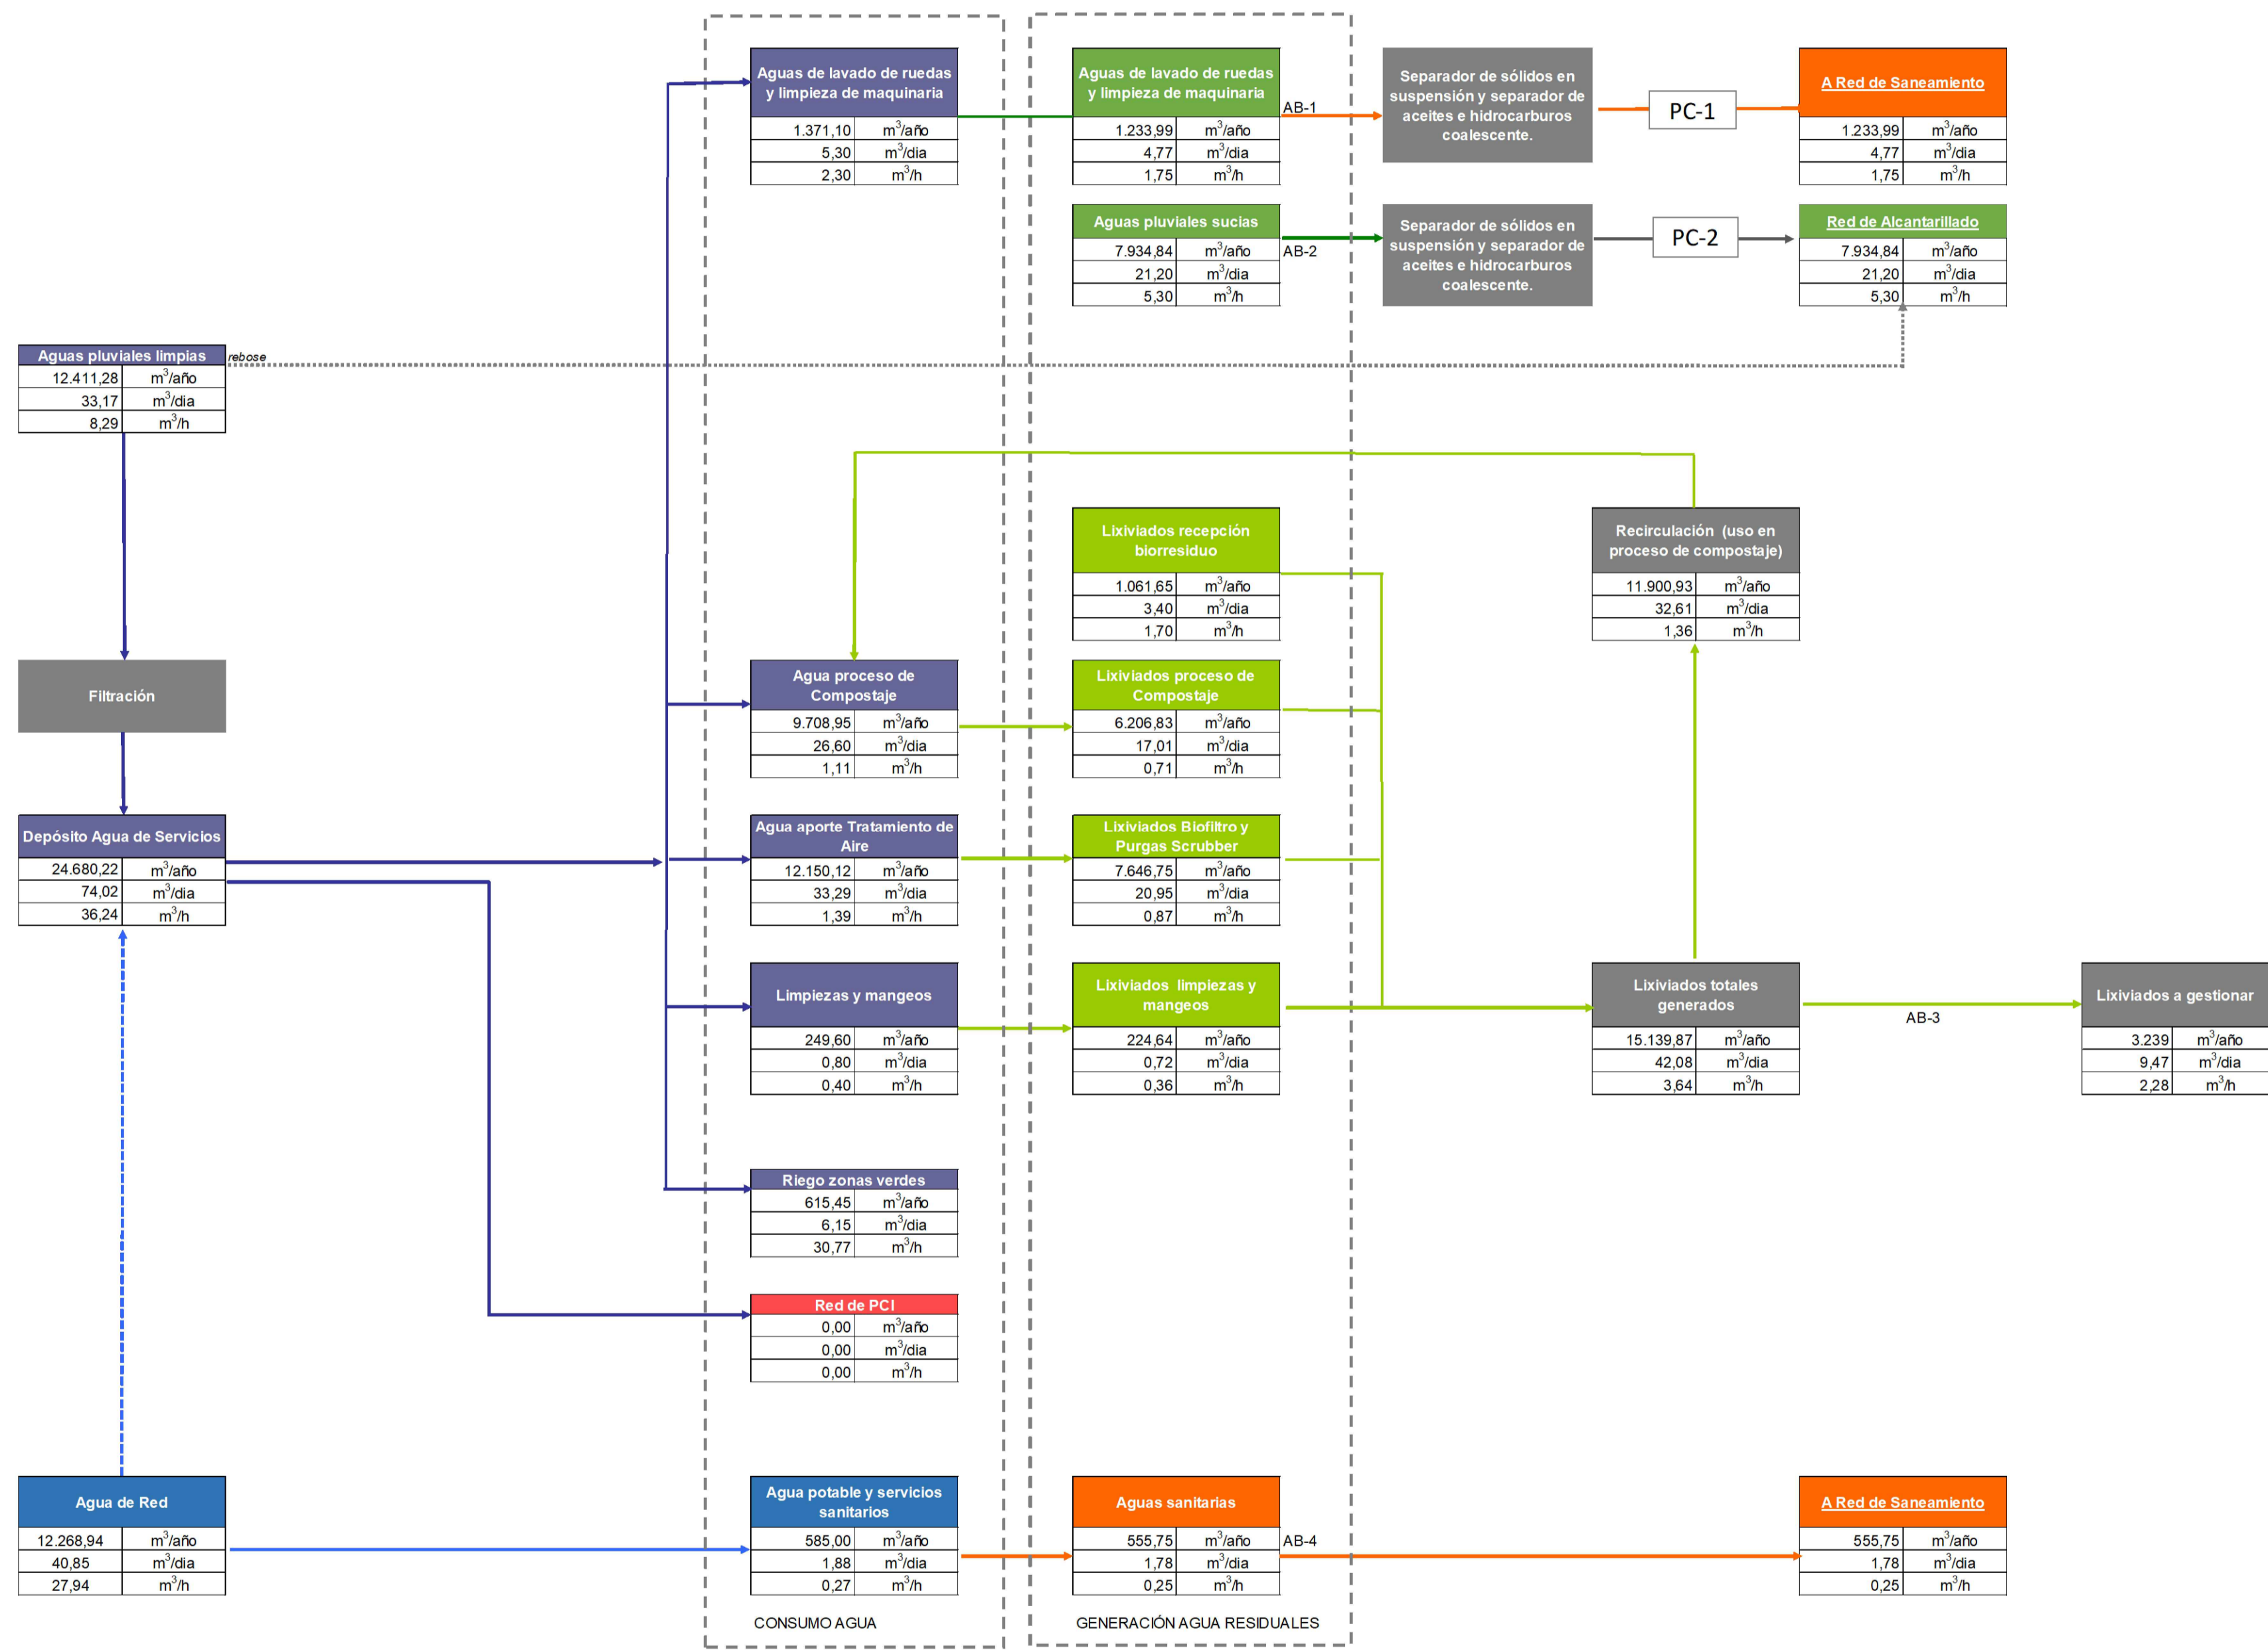 Aguas de lavado de ruedas
y limpieza de maquinaria
1.371,10 m³/año
5,30 m³/dia
2,30 m³/h
Aguas de lavado de ruedas
y limpieza de maquinaria
1.233,99 m³/año
4,77 m³/dia
1,75 m³/h
AB-1
Separador de sólidos en
suspensión y separador de
aceites e hidrocarburos
coalescente.
PC-1
A Red de Saneamiento
1.233,99 m³/año
4,77 m³/dia
1,75 m³/h
Aguas pluviales sucias
7.934,84 m³/año
21,20 m³/dia
5,30 m³/h
AB-2
Separador de sólidos en
suspensión y separador de
aceites e hidrocarburos
coalescente.
PC-2
Red de Alcantarillado
7.934,84 m³/año
21,20 m³/dia
5,30 m³/h
Aguas pluviales limpias
rebose
12.411,28 m³/año
33,17 m³/dia
8,29 m³/h
Lixiviados recepción
biorresiduo
1.061,65 m³/año
3,40 m³/dia
1,70 m³/h
Recirculación (uso en
proceso de compostaje)
11.900,93 m³/año
32,61 m³/dia
1,36 m³/h
Filtración
Agua proceso de
Compostaje
9.708,95 m³/año
26,60 m³/dia
1,11 m³/h
Lixiviados proceso de
Compostaje
6.206,83 m³/año
17,01 m³/dia
0,71 m³/h
Depósito Agua de Servicios
24.680,22 m³/año
74,02 m³/dia
36,24 m³/h
Agua aporte Tratamiento de
Aire
12.150,12 m³/año
33,29 m³/dia
1,39 m³/h
Lixiviados Biofiltro y
Purgas Scrubber
7.646,75 m³/año
20,95 m³/dia
0,87 m³/h
Limpiezas y mangeos
249,60 m³/año
0,80 m³/dia
0,40 m³/h
Lixiviados limpiezas y
mangeos
224,64 m³/año
0,72 m³/dia
0,36 m³/h
Lixiviados totales
generados
15.139,87 m³/año
42,08 m³/dia
3,64 m³/h
AB-3
Lixiviados a gestionar
3.239 m³/año
9,47 m³/dia
2,28 m³/h
Riego zonas verdes
615,45 m³/año
6,15 m³/dia
30,77 m³/h
Red de PCI
0,00 m³/año
0,00 m³/dia
0,00 m³/h
Agua de Red
12.268,94 m³/año
40,85 m³/dia
27,94 m³/h
Agua potable y servicios
sanitarios
585,00 m³/año
1,88 m³/dia
0,27 m³/h
Aguas sanitarias
555,75 m³/año
1,78 m³/dia
0,25 m³/h
AB-4
A Red de Saneamiento
555,75 m³/año
1,78 m³/dia
0,25 m³/h
CONSUMO AGUA
GENERACIÓN AGUA RESIDUALES